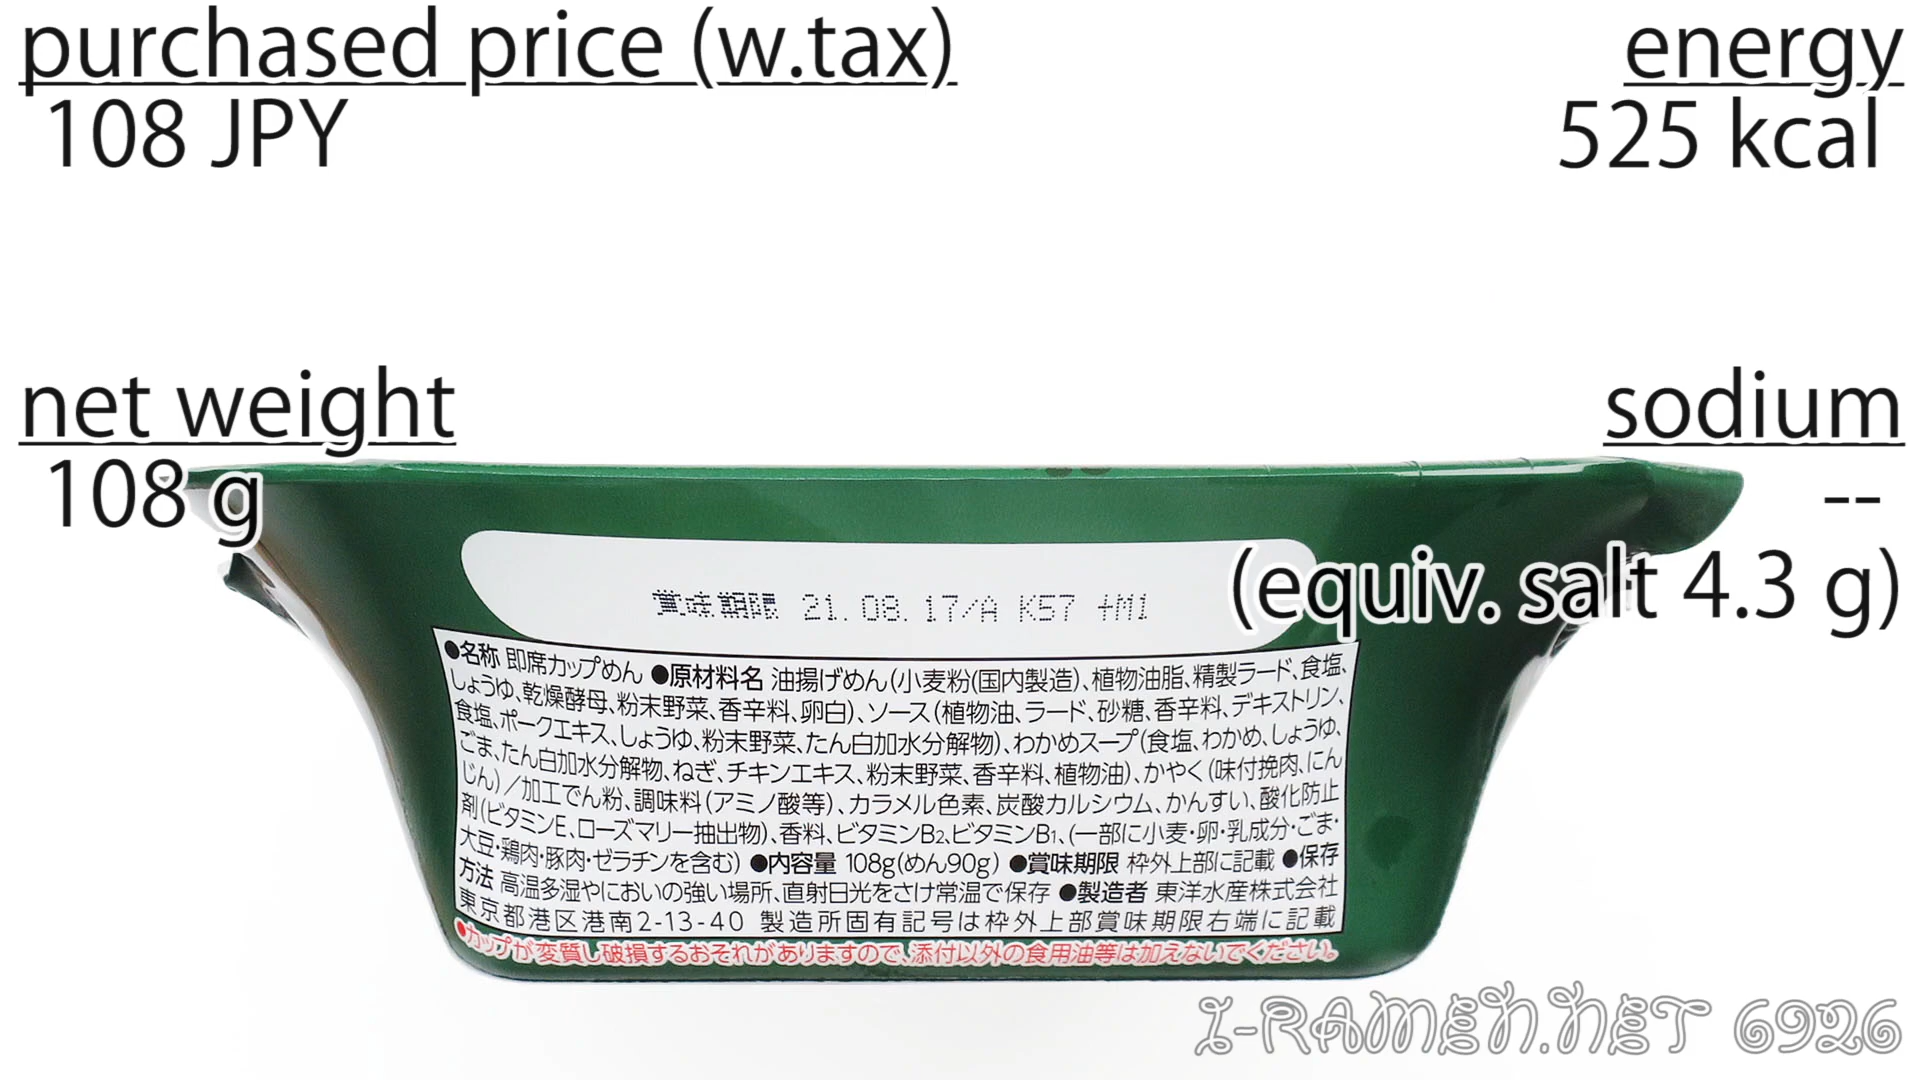 purchased price (w.tax)
108 JPY
energy
525 kcal
net weight
108 g
sodium
--
(equiv. salt 4.3 g)
賞味期限 21.08.17/A K57 +M1
●名称 即席カップめん ●原材料名 油揚げめん(小麦粉(国内製造)、植物油脂、精製ラード、食塩、
しょうゆ、乾燥酵母、粉末野菜、香辛料、卵白)、ソース(植物油、ラード、砂糖、香辛料、デキストリン、
食塩、ポークエキス、しょうゆ、粉末野菜、たん白加水分解物)、わかめスープ(食塩、わかめ、しょうゆ、
ごま、たん白加水分解物、ねぎ、チキンエキス、粉末野菜、香辛料、植物油)、かやく(味付挽肉、にん
じん)/加工でん粉、調味料(アミノ酸等)、カラメル色素、炭酸カルシウム、かんすい、酸化防止
剤(ビタミンE、ローズマリー抽出物)、香料、ビタミンB2、ビタミンB1、(一部に小麦・卵・乳成分・ごま・
大豆・鶏肉・豚肉・ゼラチンを含む) ●内容量 108g(めん90g) ●賞味期限 枠外上部に記載 ●保存
方法 高温多湿やにおいの強い場所、直射日光をさけ常温で保存 ●製造者 東洋水産株式会社
東京都港区港南2-13-40 製造所固有記号は枠外上部賞味期限右端に記載
●カップが変質し破損するおそれがありますので、添付以外の食用油等は加えないでください。
I-RAMEN.NET 6926